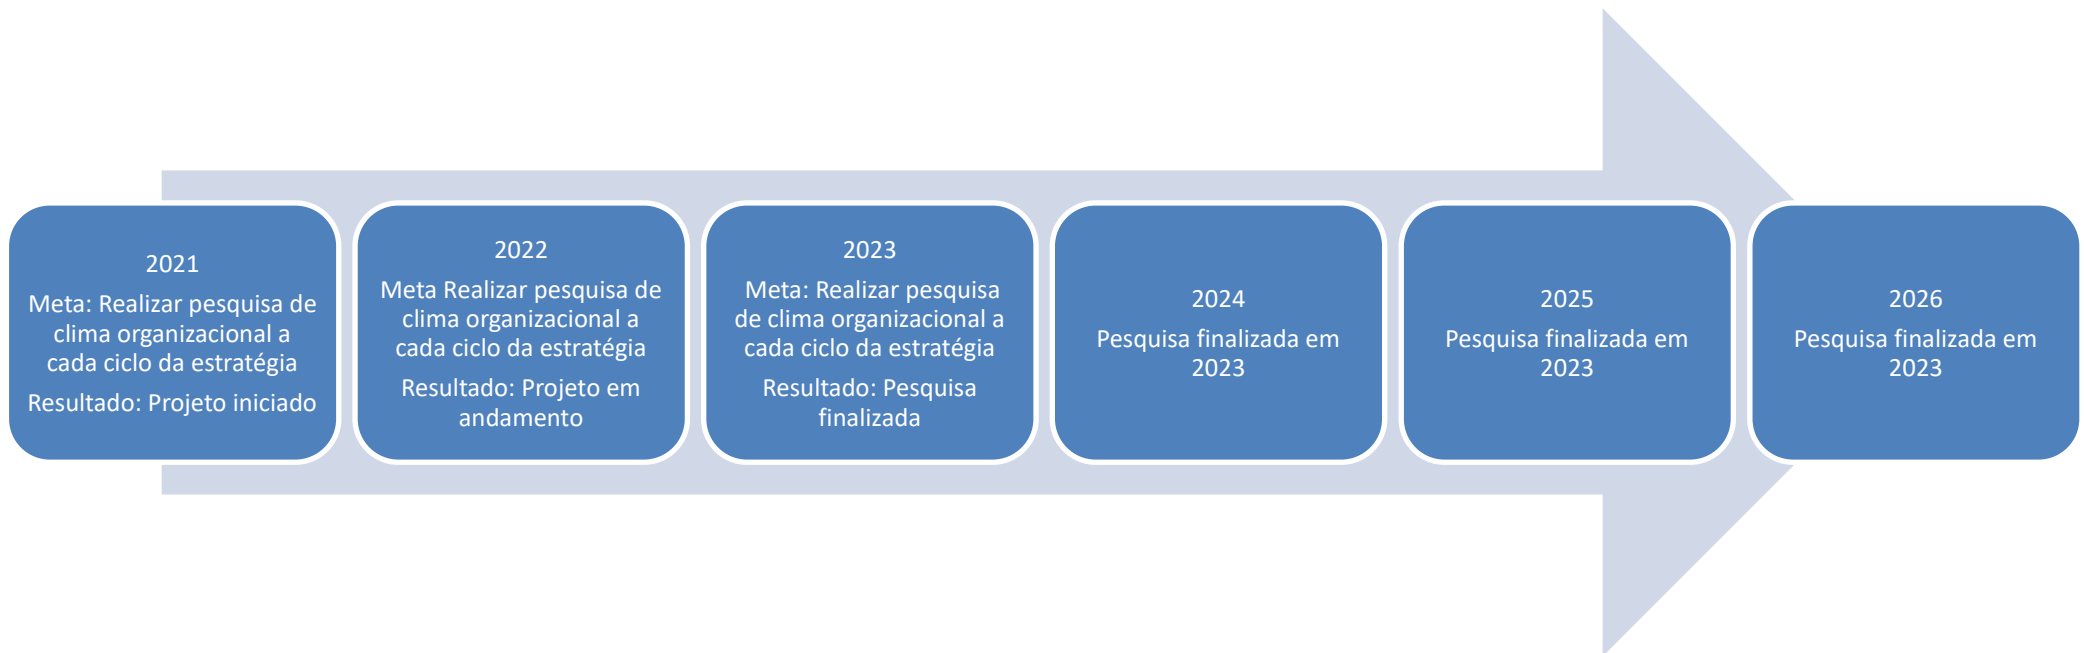 2021
Meta: Realizar pesquisa de
clima organizacional a
cada ciclo da estratégia
Resultado: Projeto iniciado
2022
Meta Realizar pesquisa de
clima organizacional a
cada ciclo da estratégia
Resultado: Projeto em
andamento
2023
Meta: Realizar pesquisa
de clima organizacional a
cada ciclo da estratégia
Resultado: Pesquisa
finalizada
2024
Pesquisa finalizada em
2023
2025
Pesquisa finalizada em
2023
2026
Pesquisa finalizada em
2023